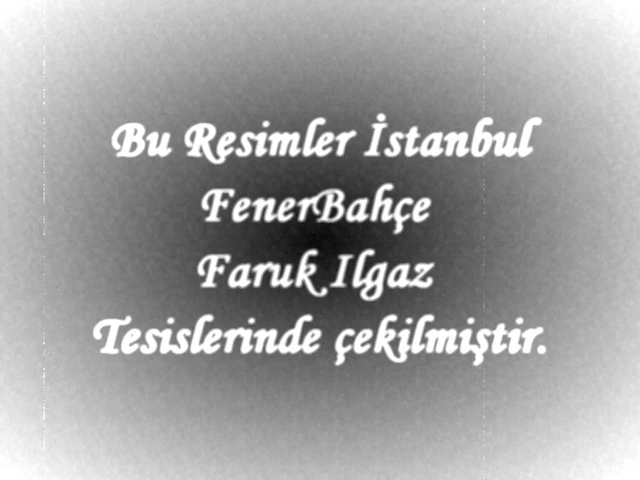 Bu Resimler İstanbul
FenerBahçe
Faruk Ilgaz
Tesislerinde çekilmiştir.